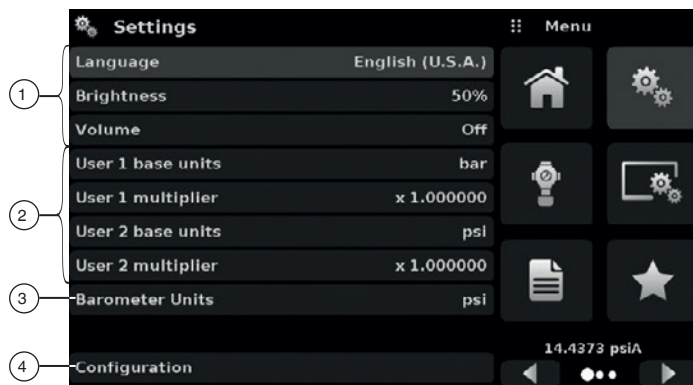 Settings
Menu
Language English (U.S.A.)
1
Brightness 50%
Volume Off
User 1 base units bar
User 1 multiplier x 1.000000
2
User 2 base units psi
User 2 multiplier x 1.000000
3
Barometer Units psi
14.4373 psiA
4
Configuration